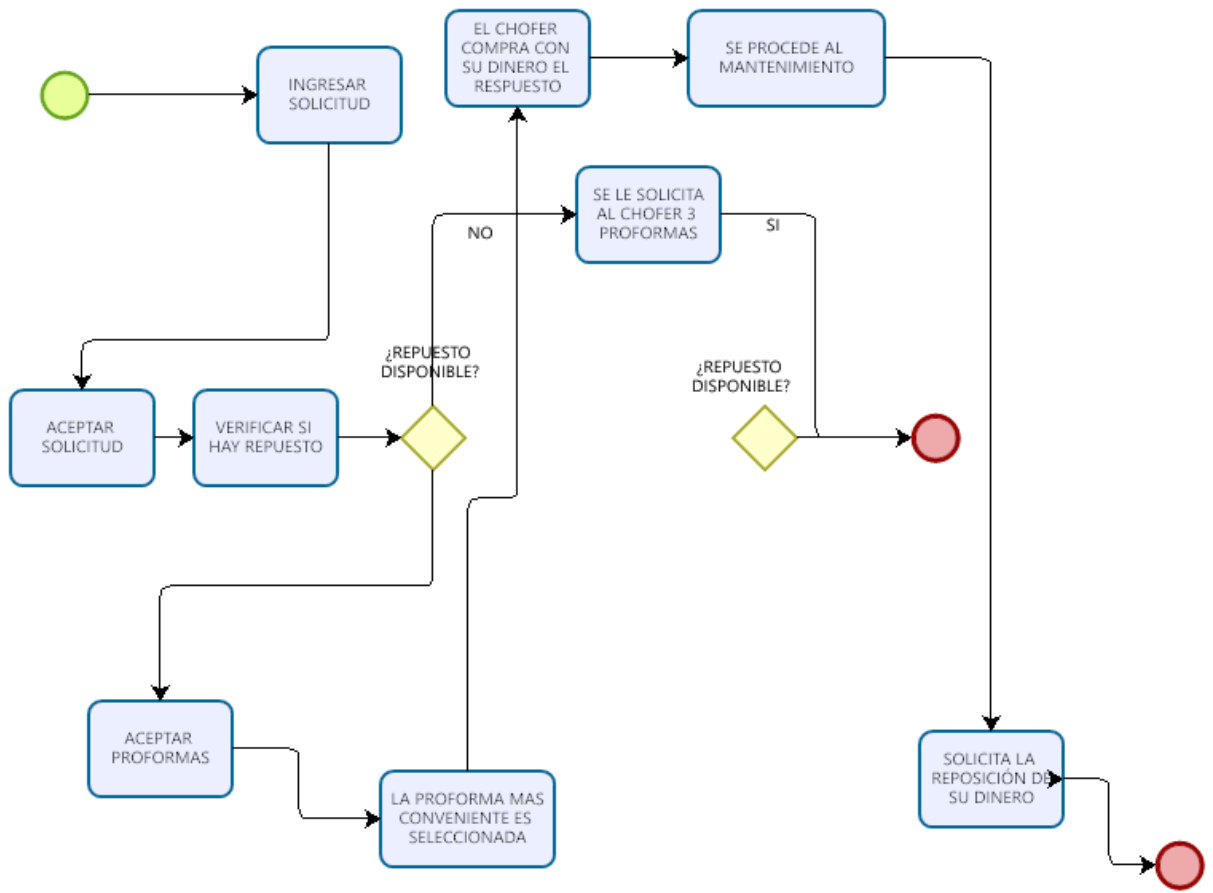 EL CHOFER
COMPRA CON
SU DINERO EL
RESPUESTO
SE PROCEDE AL
MANTENIMIENTO
INGRESAR
SOLICITUD
SE LE SOLICITA
AL CHOFER 3
PROFORMAS
NO
SI
¿REPUESTO
DISPONIBLE?
¿REPUESTO
DISPONIBLE?
ACEPTAR
SOLICITUD
VERIFICAR SI
HAY REPUESTO
ACEPTAR
PROFORMAS
LA PROFORMA MAS
CONVENIENTE ES
SELECCIONADA
SOLICITA LA
REPOSICIÓN DE
SU DINERO